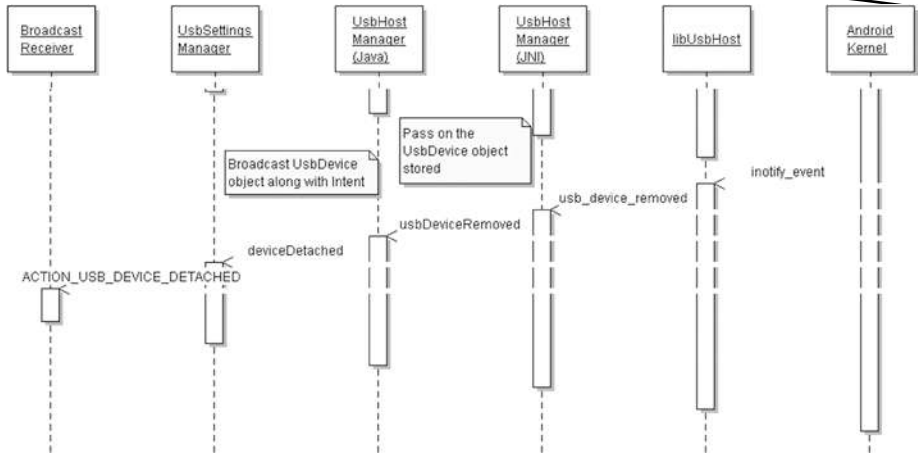 Broadcast
Receiver
UsbSettings
Manager
UsbHost
Manager
(Java)
UsbHost
Manager
(JNI)
libUsbHost
Android
Kernel
Pass on the
UsbDevice object
stored
Broadcast UsbDevice
object along with Intent
inotify_event
usb_device_removed
usbDeviceRemoved
deviceDetached
ACTION_USB_DEVICE_DETACHED